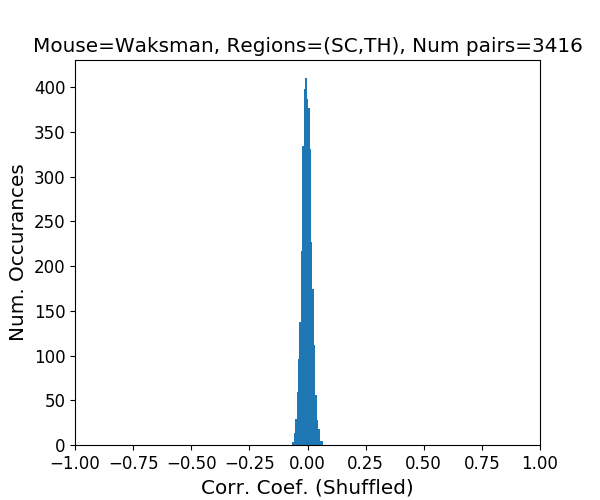 Mouse=Waksman, Regions=(SC,TH), Num pairs=3416
Num. Occurances
400
350
300
250
200
150
100
50
0
−1.00 −0.75 −0.50 −0.25 0.00 0.25 0.50 0.75 1.00
Corr. Coef. (Shuffled)